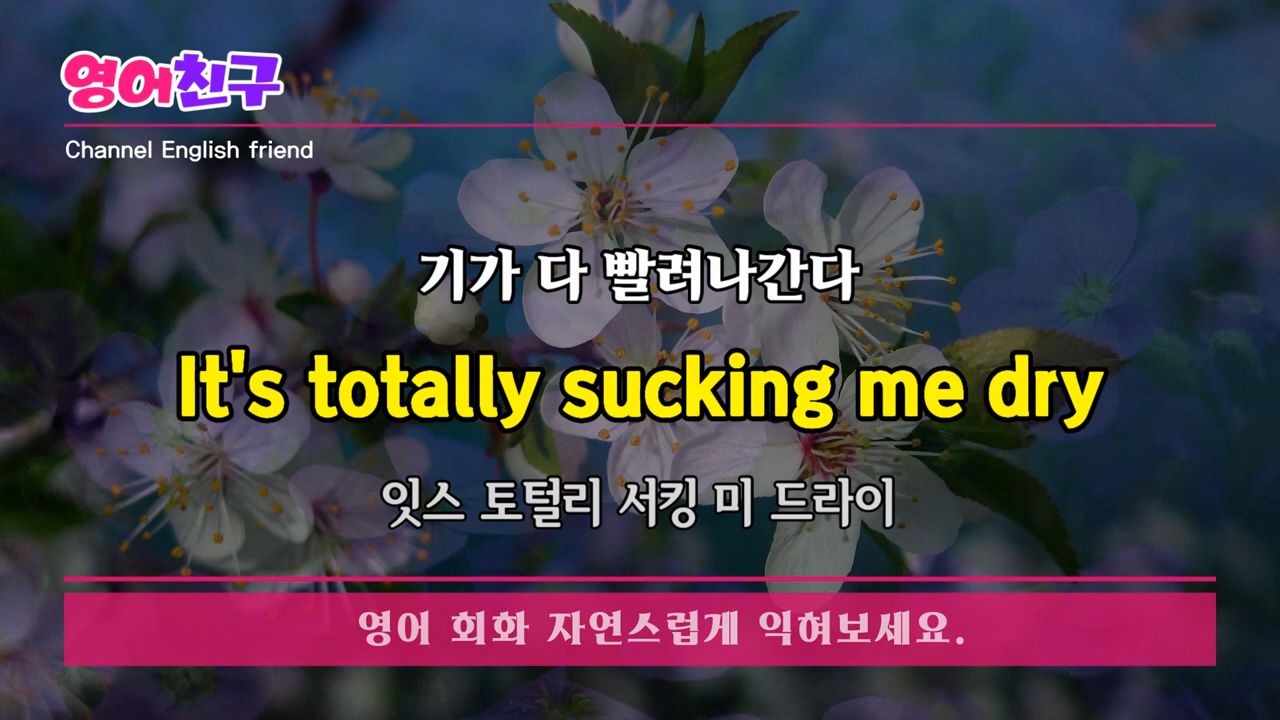 영어친구
Channel English friend
기가 다 빨려나간다
It's totally sucking me dry
잇스 토털리 서킹 미 드라이
영어 회화 자연스럽게 익혀보세요.